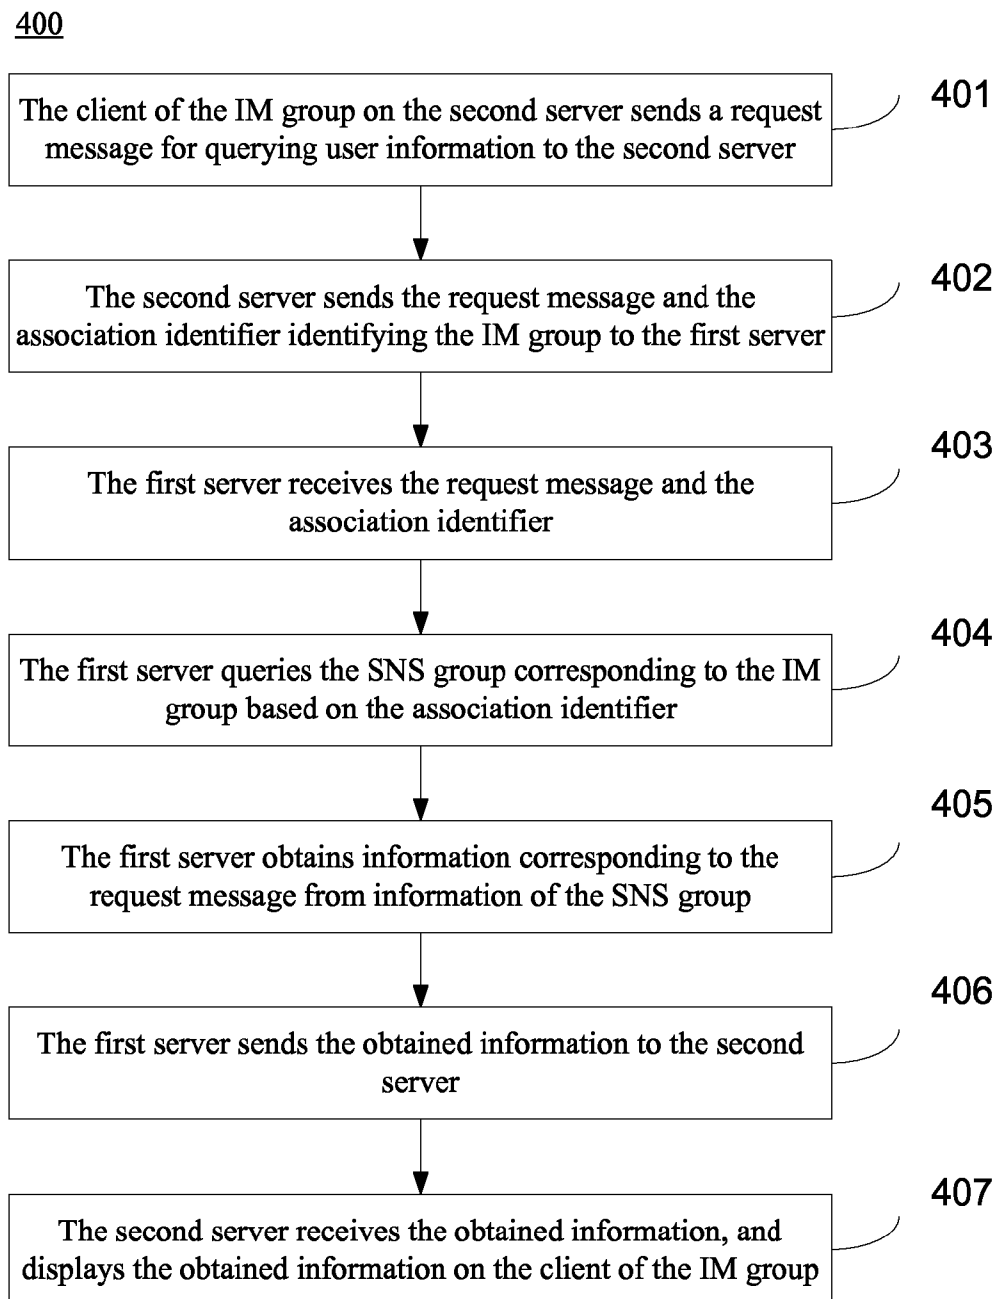 400
The client of the IM group on the second server sends a request
message for querying user information to the second server
401
The second server sends the request message and the
association identifier identifying the IM group to the first server
402
The first server receives the request message and the
association identifier
403
The first server queries the SNS group corresponding to the IM
group based on the association identifier
404
The first server obtains information corresponding to the
request message from information of the SNS group
405
The first server sends the obtained information to the second
server
406
The second server receives the obtained information, and
displays the obtained information on the client of the IM group
407